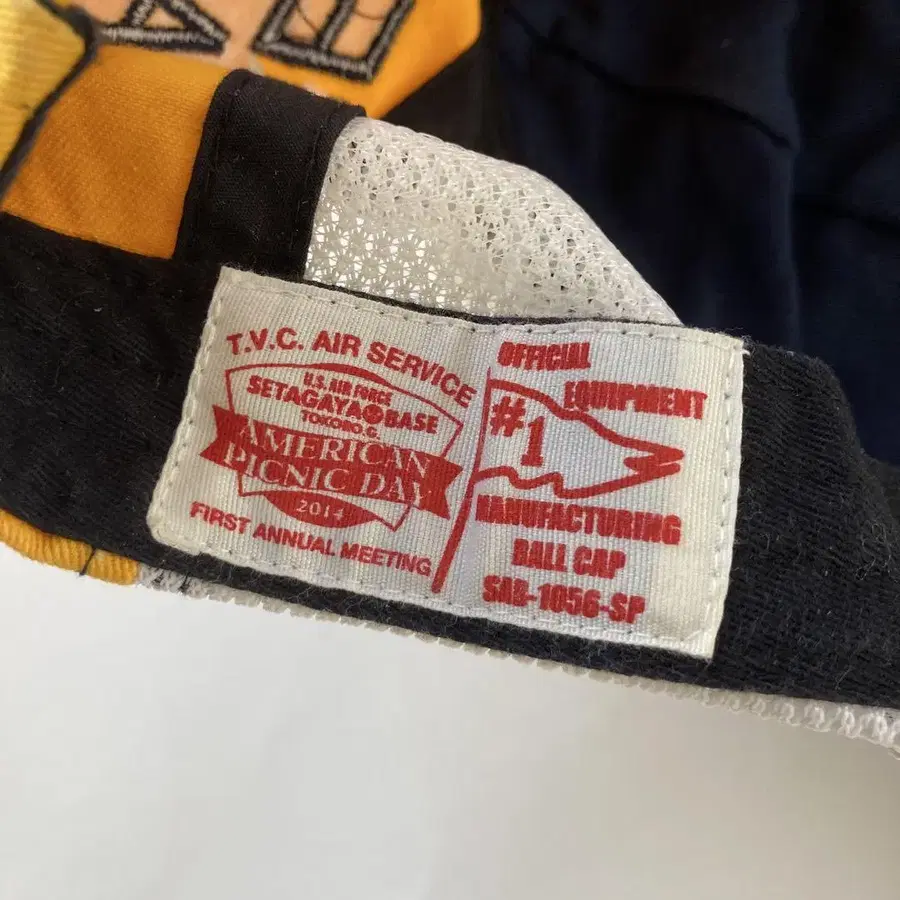 T.V.C. AIR SERVICE
U.S. AIR FORCE
SETAGAYA BASE
TOKORO.G.
AMERICAN
PICNIC DAY
2014
FIRST ANNUAL MEETING
OFFICIAL
EQUIPMENT
#1
MANUFACTURING
BALL CAP
SAB-1056-SP